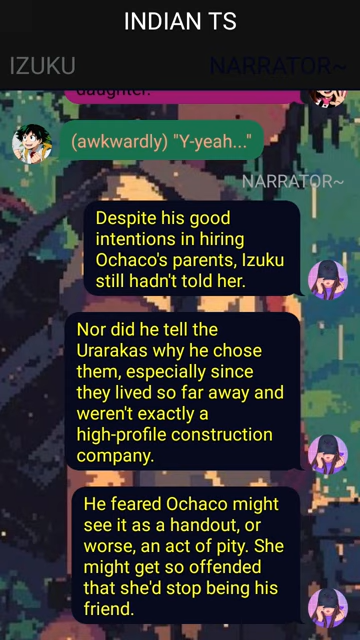 INDIAN TS
IZUKU
NARRATOR~
daughter."
(awkwardly) "Y-yeah..."
NARRATOR~
Despite his good
intentions in hiring
Ochaco's parents, Izuku
still hadn't told her.
Nor did he tell the
Urarakas why he chose
them, especially since
they lived so far away and
weren't exactly a
high-profile construction
company.
He feared Ochaco might
see it as a handout, or
worse, an act of pity. She
might get so offended
that she'd stop being his
friend.